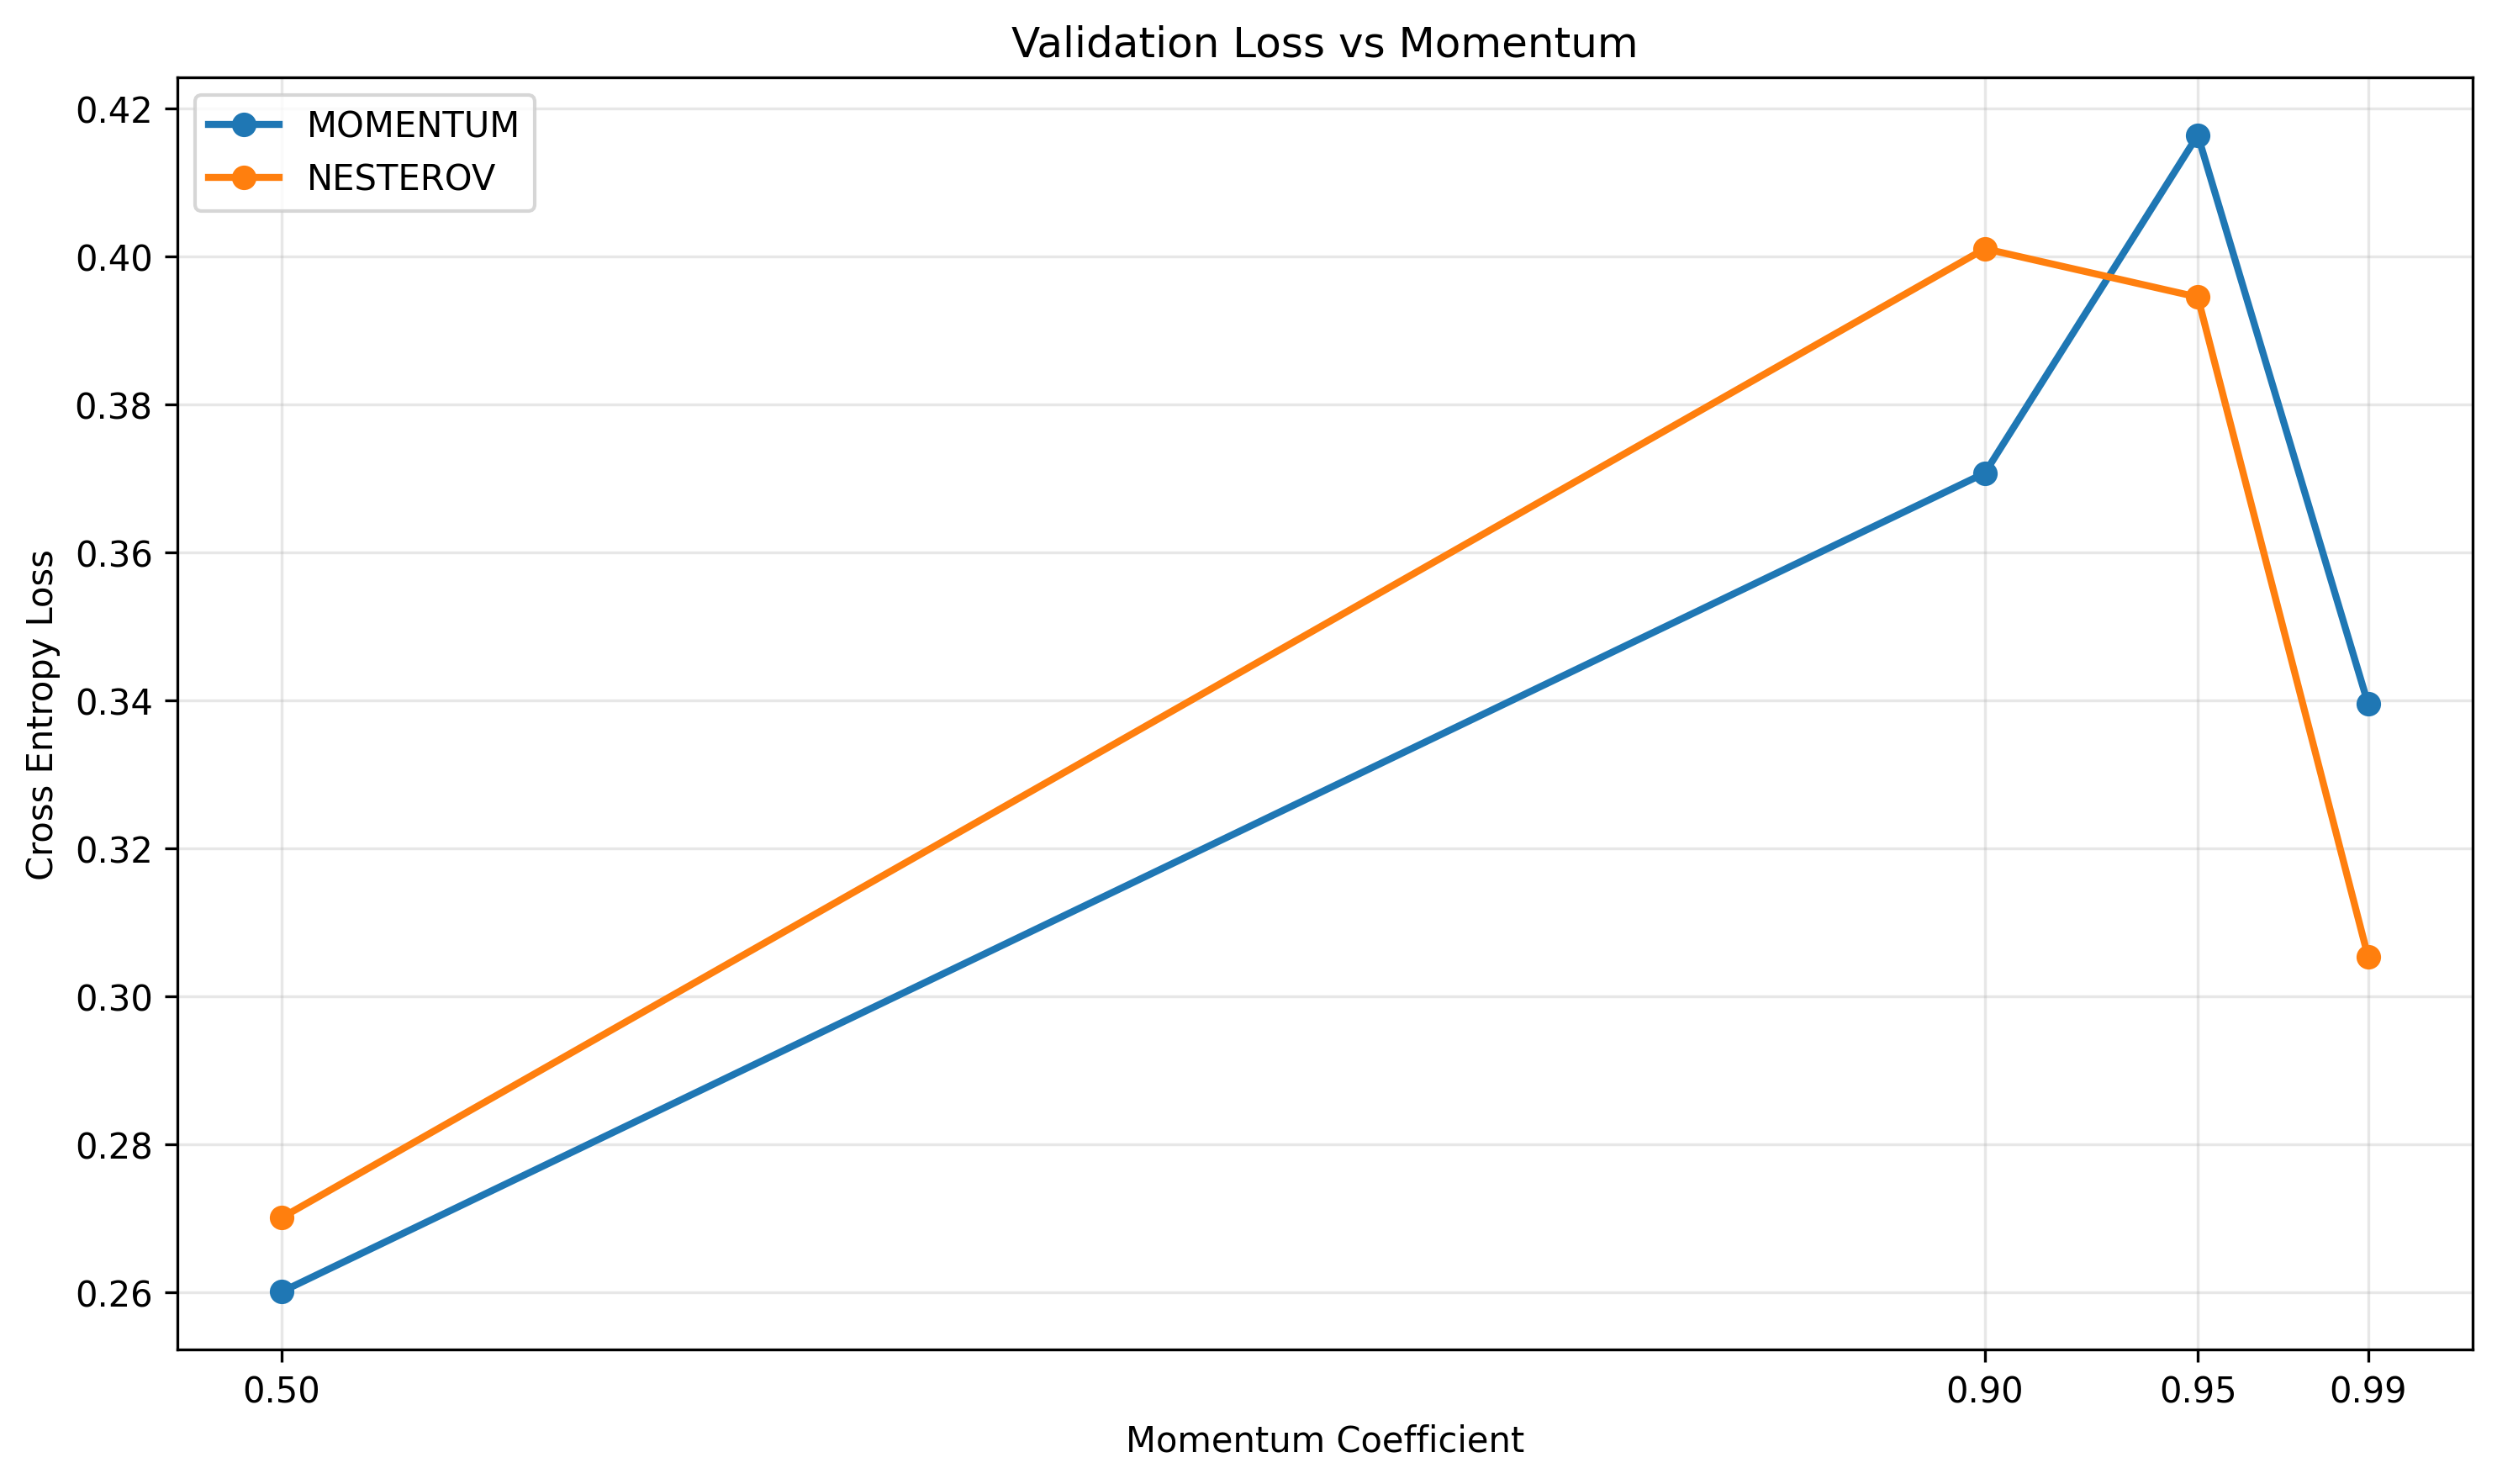 Validation Loss vs Momentum
MOMENTUM
NESTEROV
Cross Entropy Loss
0.42
0.40
0.38
0.36
0.34
0.32
0.30
0.28
0.26
0.50 0.90 0.95 0.99
Momentum Coefficient